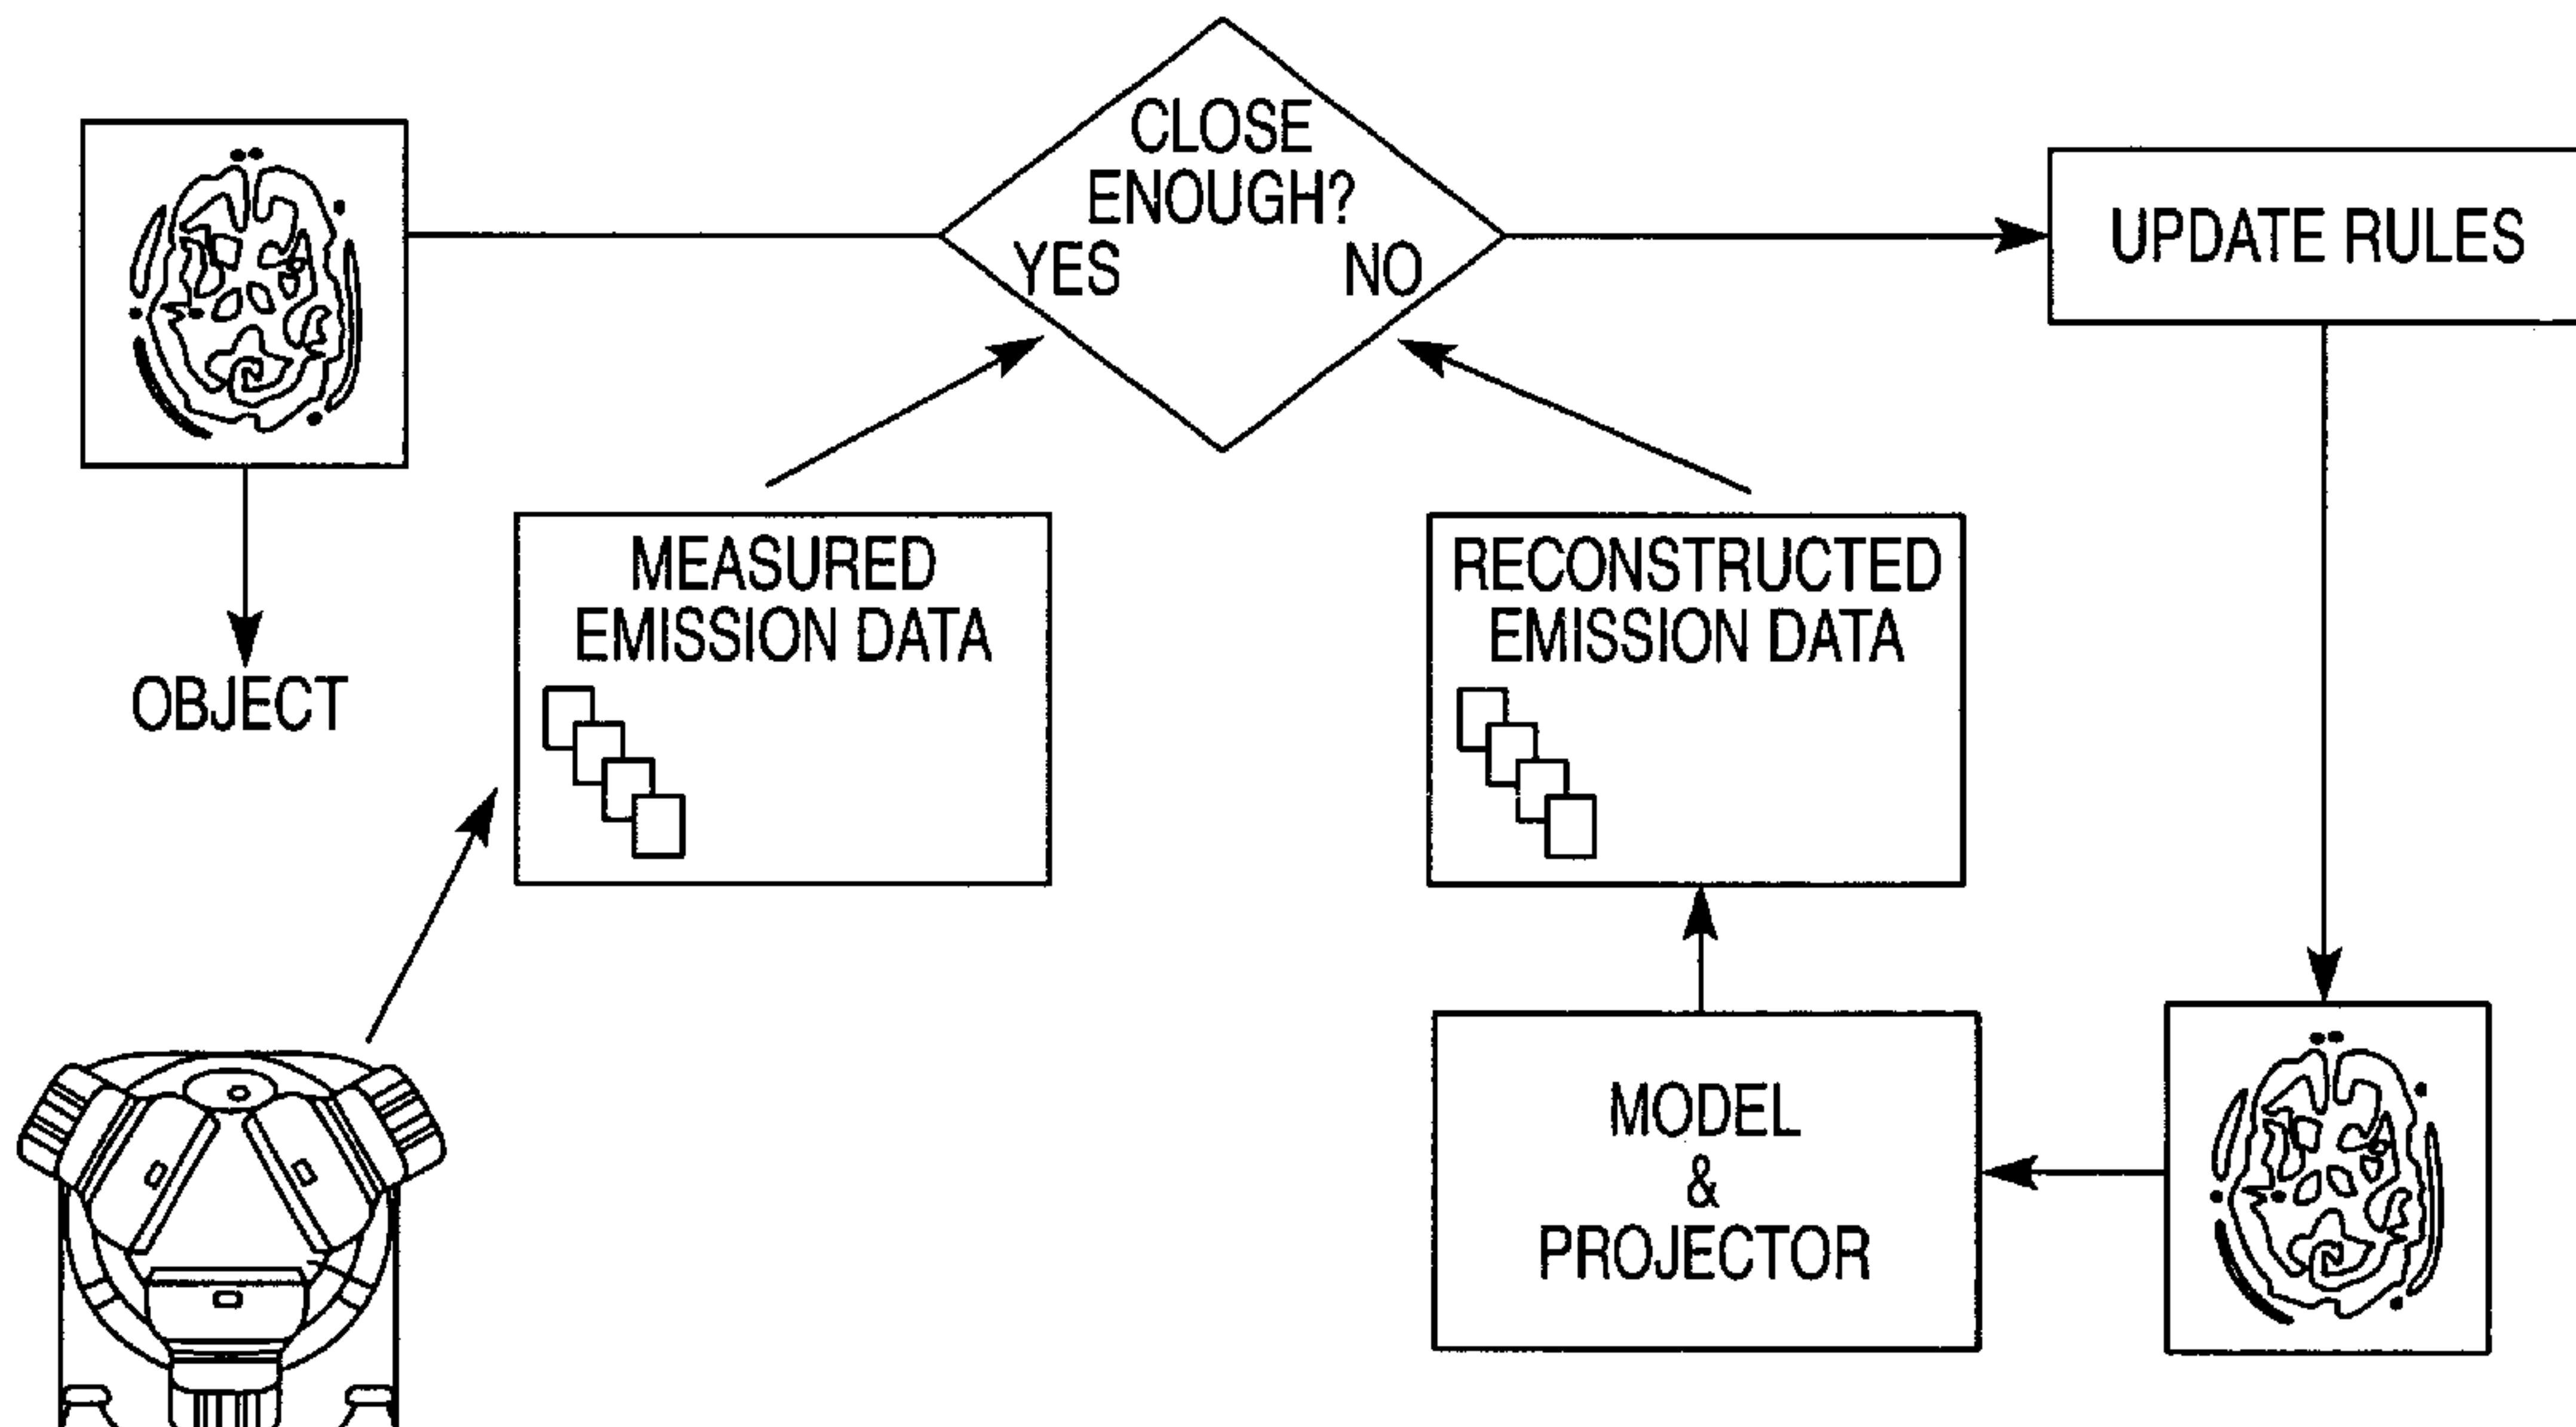 CLOSE
ENOUGH?
YES NO
UPDATE RULES
MEASURED
EMISSION DATA
RECONSTRUCTED
EMISSION DATA
OBJECT
MODEL
&
PROJECTOR